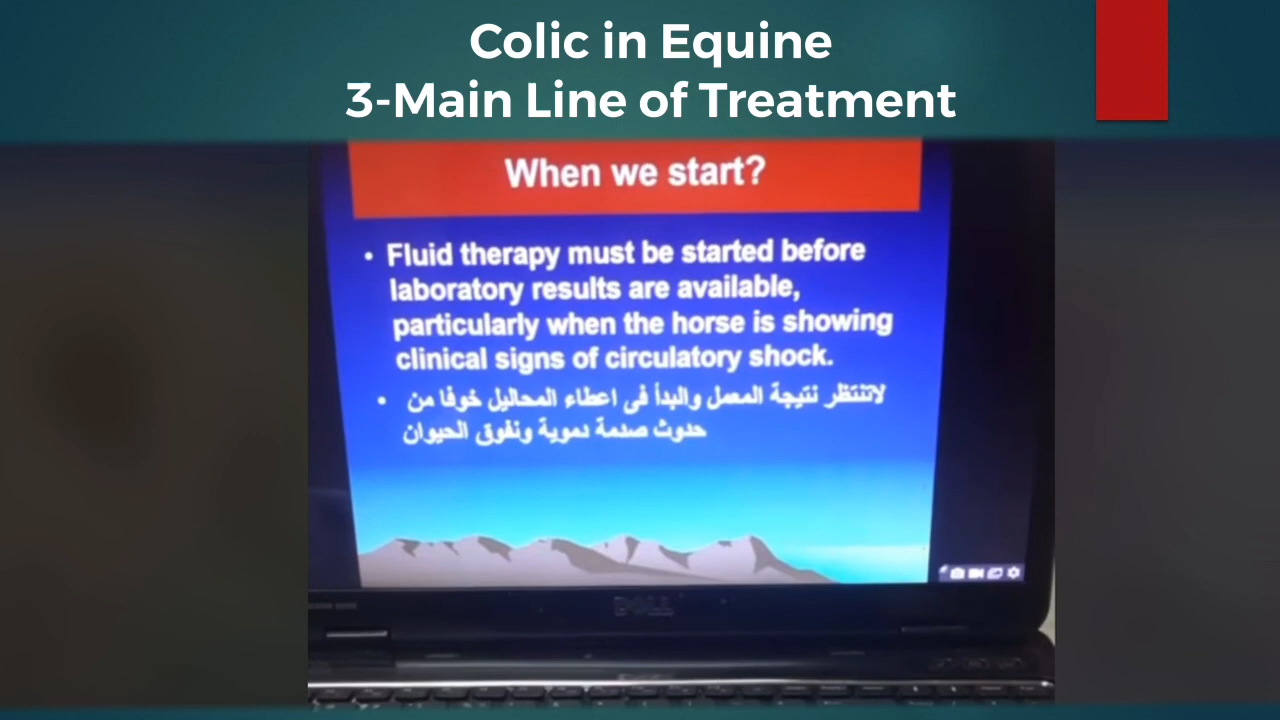 Colic in Equine
3-Main Line of Treatment
When we start?
• Fluid therapy must be started before
laboratory results are available,
particularly when the horse is showing
clinical signs of circulatory shock.
• لاتنتظر نتيجة المعمل والبدأ فى اعطاء المحاليل خوفا من
حدوث صدمة دموية ونفوق الحيوان
DELL